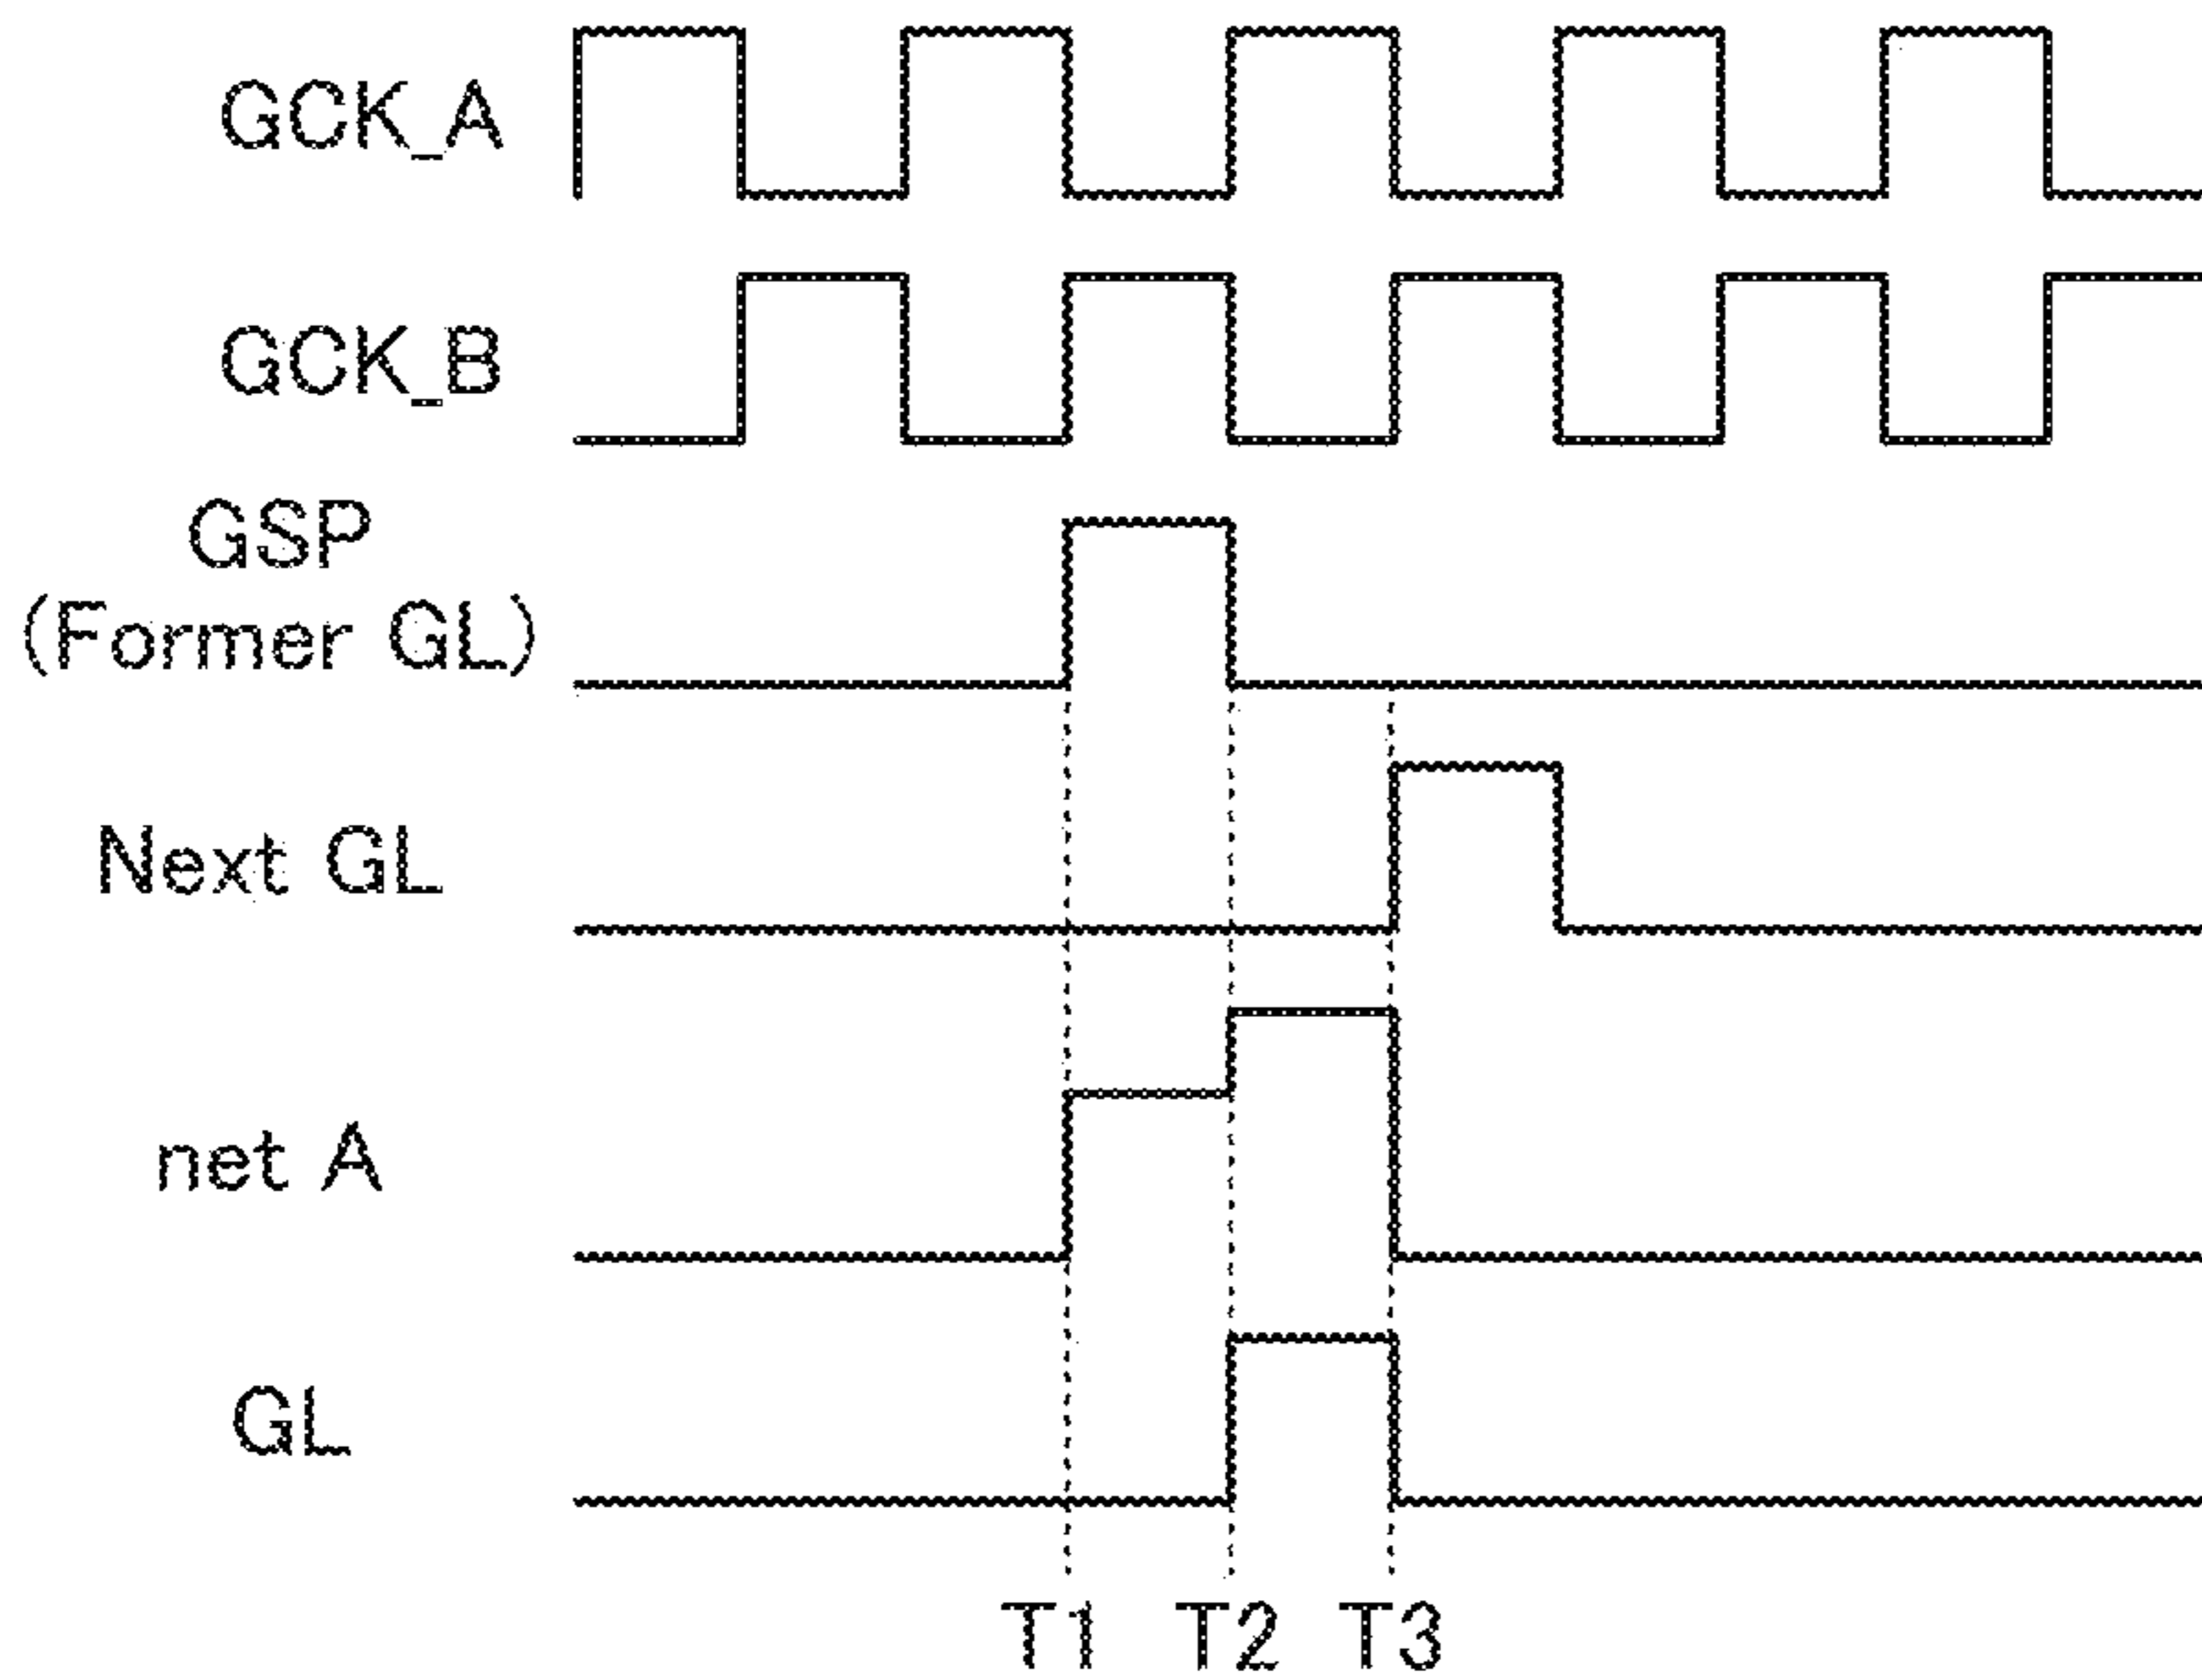 GCK_A
GCK_B
GSP
(Former GL)
Next GL
net A
GL
T1 T2 T3